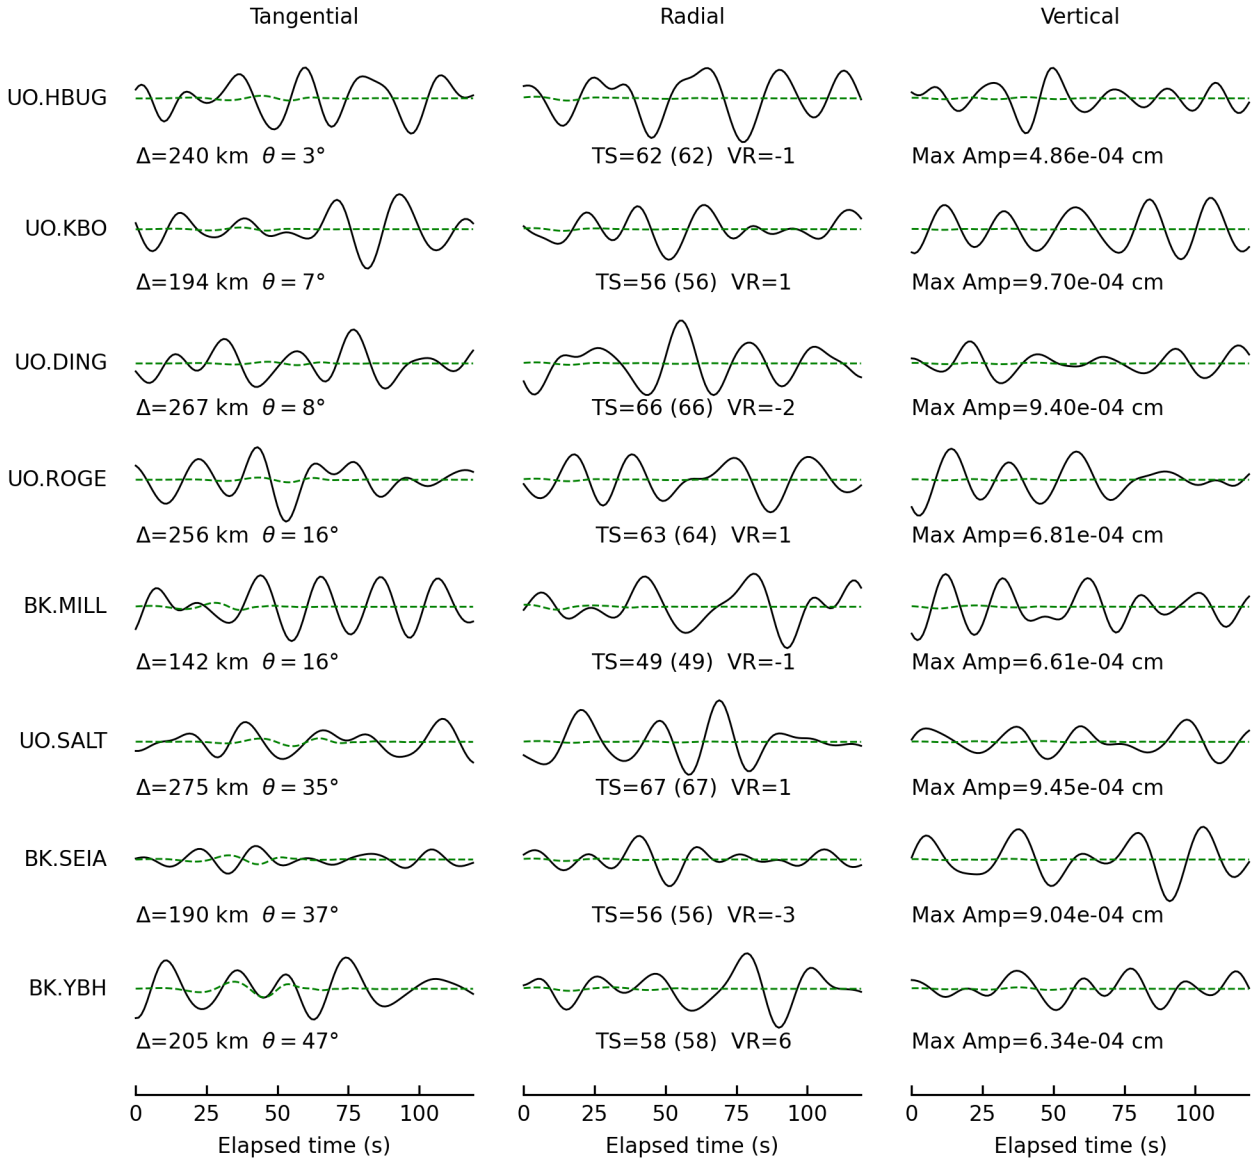 Tangential Radial Vertical
UO.HBUG
Δ=240 km θ = 3° TS=62 (62) VR=-1 Max Amp=4.86e-04 cm
UO.KBO
Δ=194 km θ = 7° TS=56 (56) VR=1 Max Amp=9.70e-04 cm
UO.DING
Δ=267 km θ = 8° TS=66 (66) VR=-2 Max Amp=9.40e-04 cm
UO.ROGE
Δ=256 km θ = 16° TS=63 (64) VR=1 Max Amp=6.81e-04 cm
BK.MILL
Δ=142 km θ = 16° TS=49 (49) VR=-1 Max Amp=6.61e-04 cm
UO.SALT
Δ=275 km θ = 35° TS=67 (67) VR=1 Max Amp=9.45e-04 cm
BK.SEIA
Δ=190 km θ = 37° TS=56 (56) VR=-3 Max Amp=9.04e-04 cm
BK.YBH
Δ=205 km θ = 47° TS=58 (58) VR=6 Max Amp=6.34e-04 cm
0 25 50 75 100 0 25 50 75 100 0 25 50 75 100
Elapsed time (s) Elapsed time (s) Elapsed time (s)